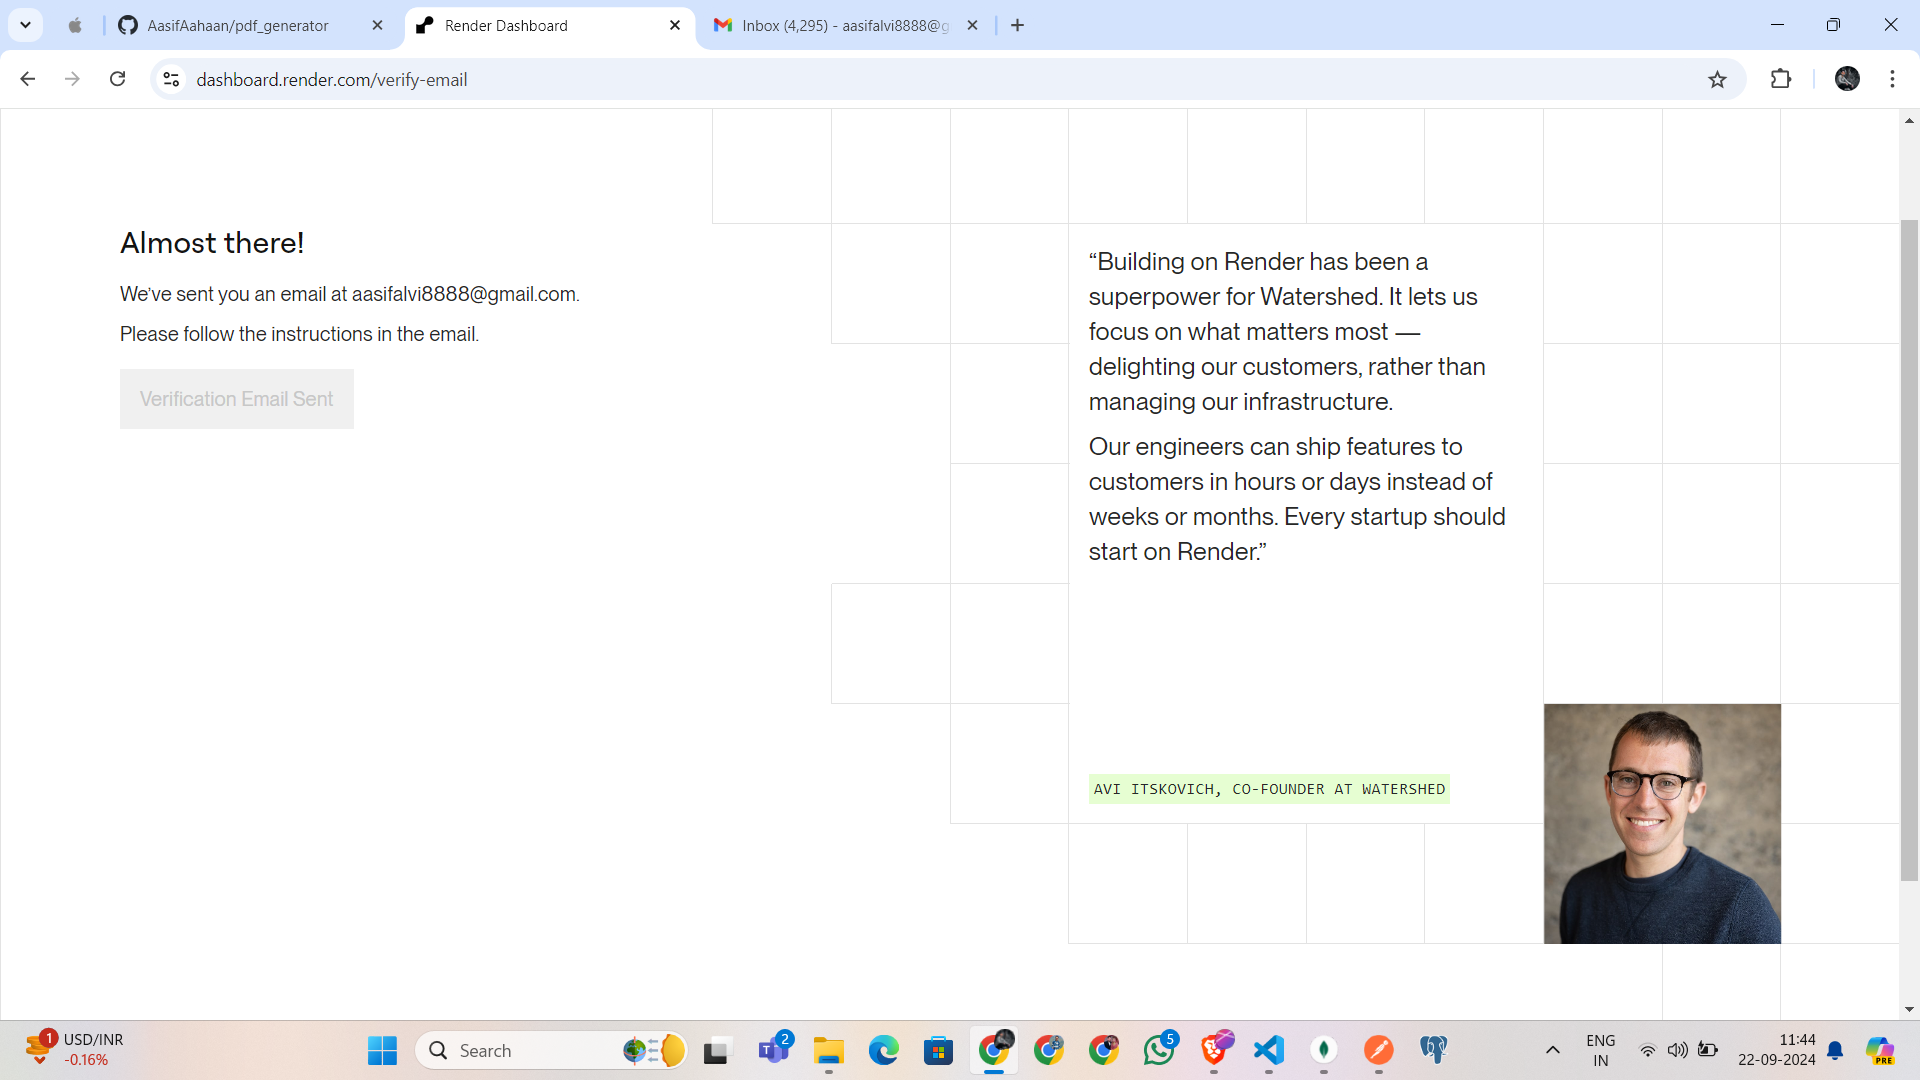 AasifAahaan/pdf_generator
Render Dashboard
Inbox (4,295) - aasifalvi8888@g
dashboard.render.com/verify-email
Almost there!
We’ve sent you an email at aasifalvi8888@gmail.com.
Please follow the instructions in the email.
Verification Email Sent
“Building on Render has been a
superpower for Watershed. It lets us
focus on what matters most —
delighting our customers, rather than
managing our infrastructure.
Our engineers can ship features to
customers in hours or days instead of
weeks or months. Every startup should
start on Render.”
AVI ITSKOVICH, CO-FOUNDER AT WATERSHED
1
USD/INR
-0.16%
Search
2
5
ENG
IN
11:44
22-09-2024
PRE